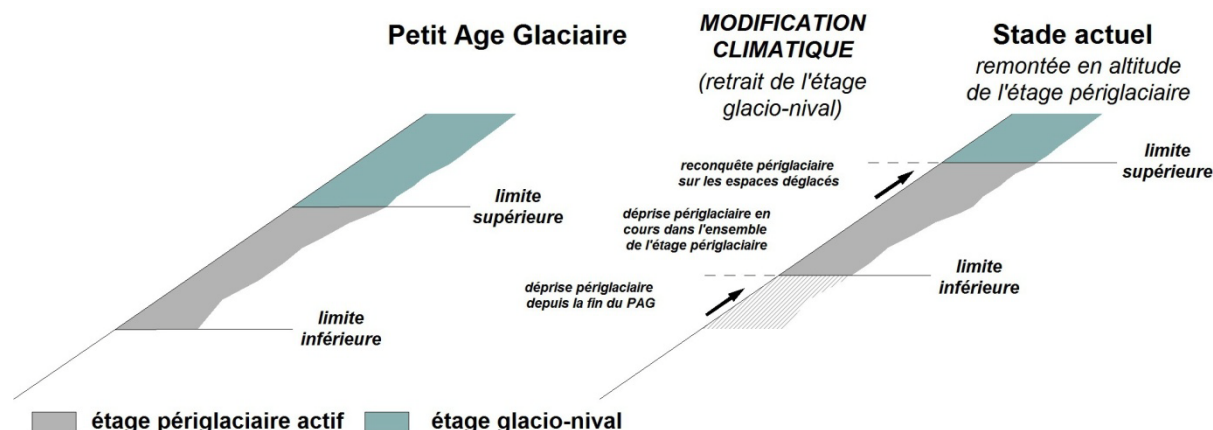 Petit Age Glaciaire
limite
supérieure
limite
inférieure
MODIFICATION
CLIMATIQUE
(retrait de l'étage
glacio-nival)
Stade actuel
remontée en altitude
de l'étage périglaciaire
reconquête périglaciaire
sur les espaces déglacés
limite
supérieure
déprise périglaciaire en
cours dans l'ensemble
de l'étage périglaciaire
limite
inférieure
déprise périglaciaire
depuis la fin du PAG
étage périglaciaire actif
étage glacio-nival